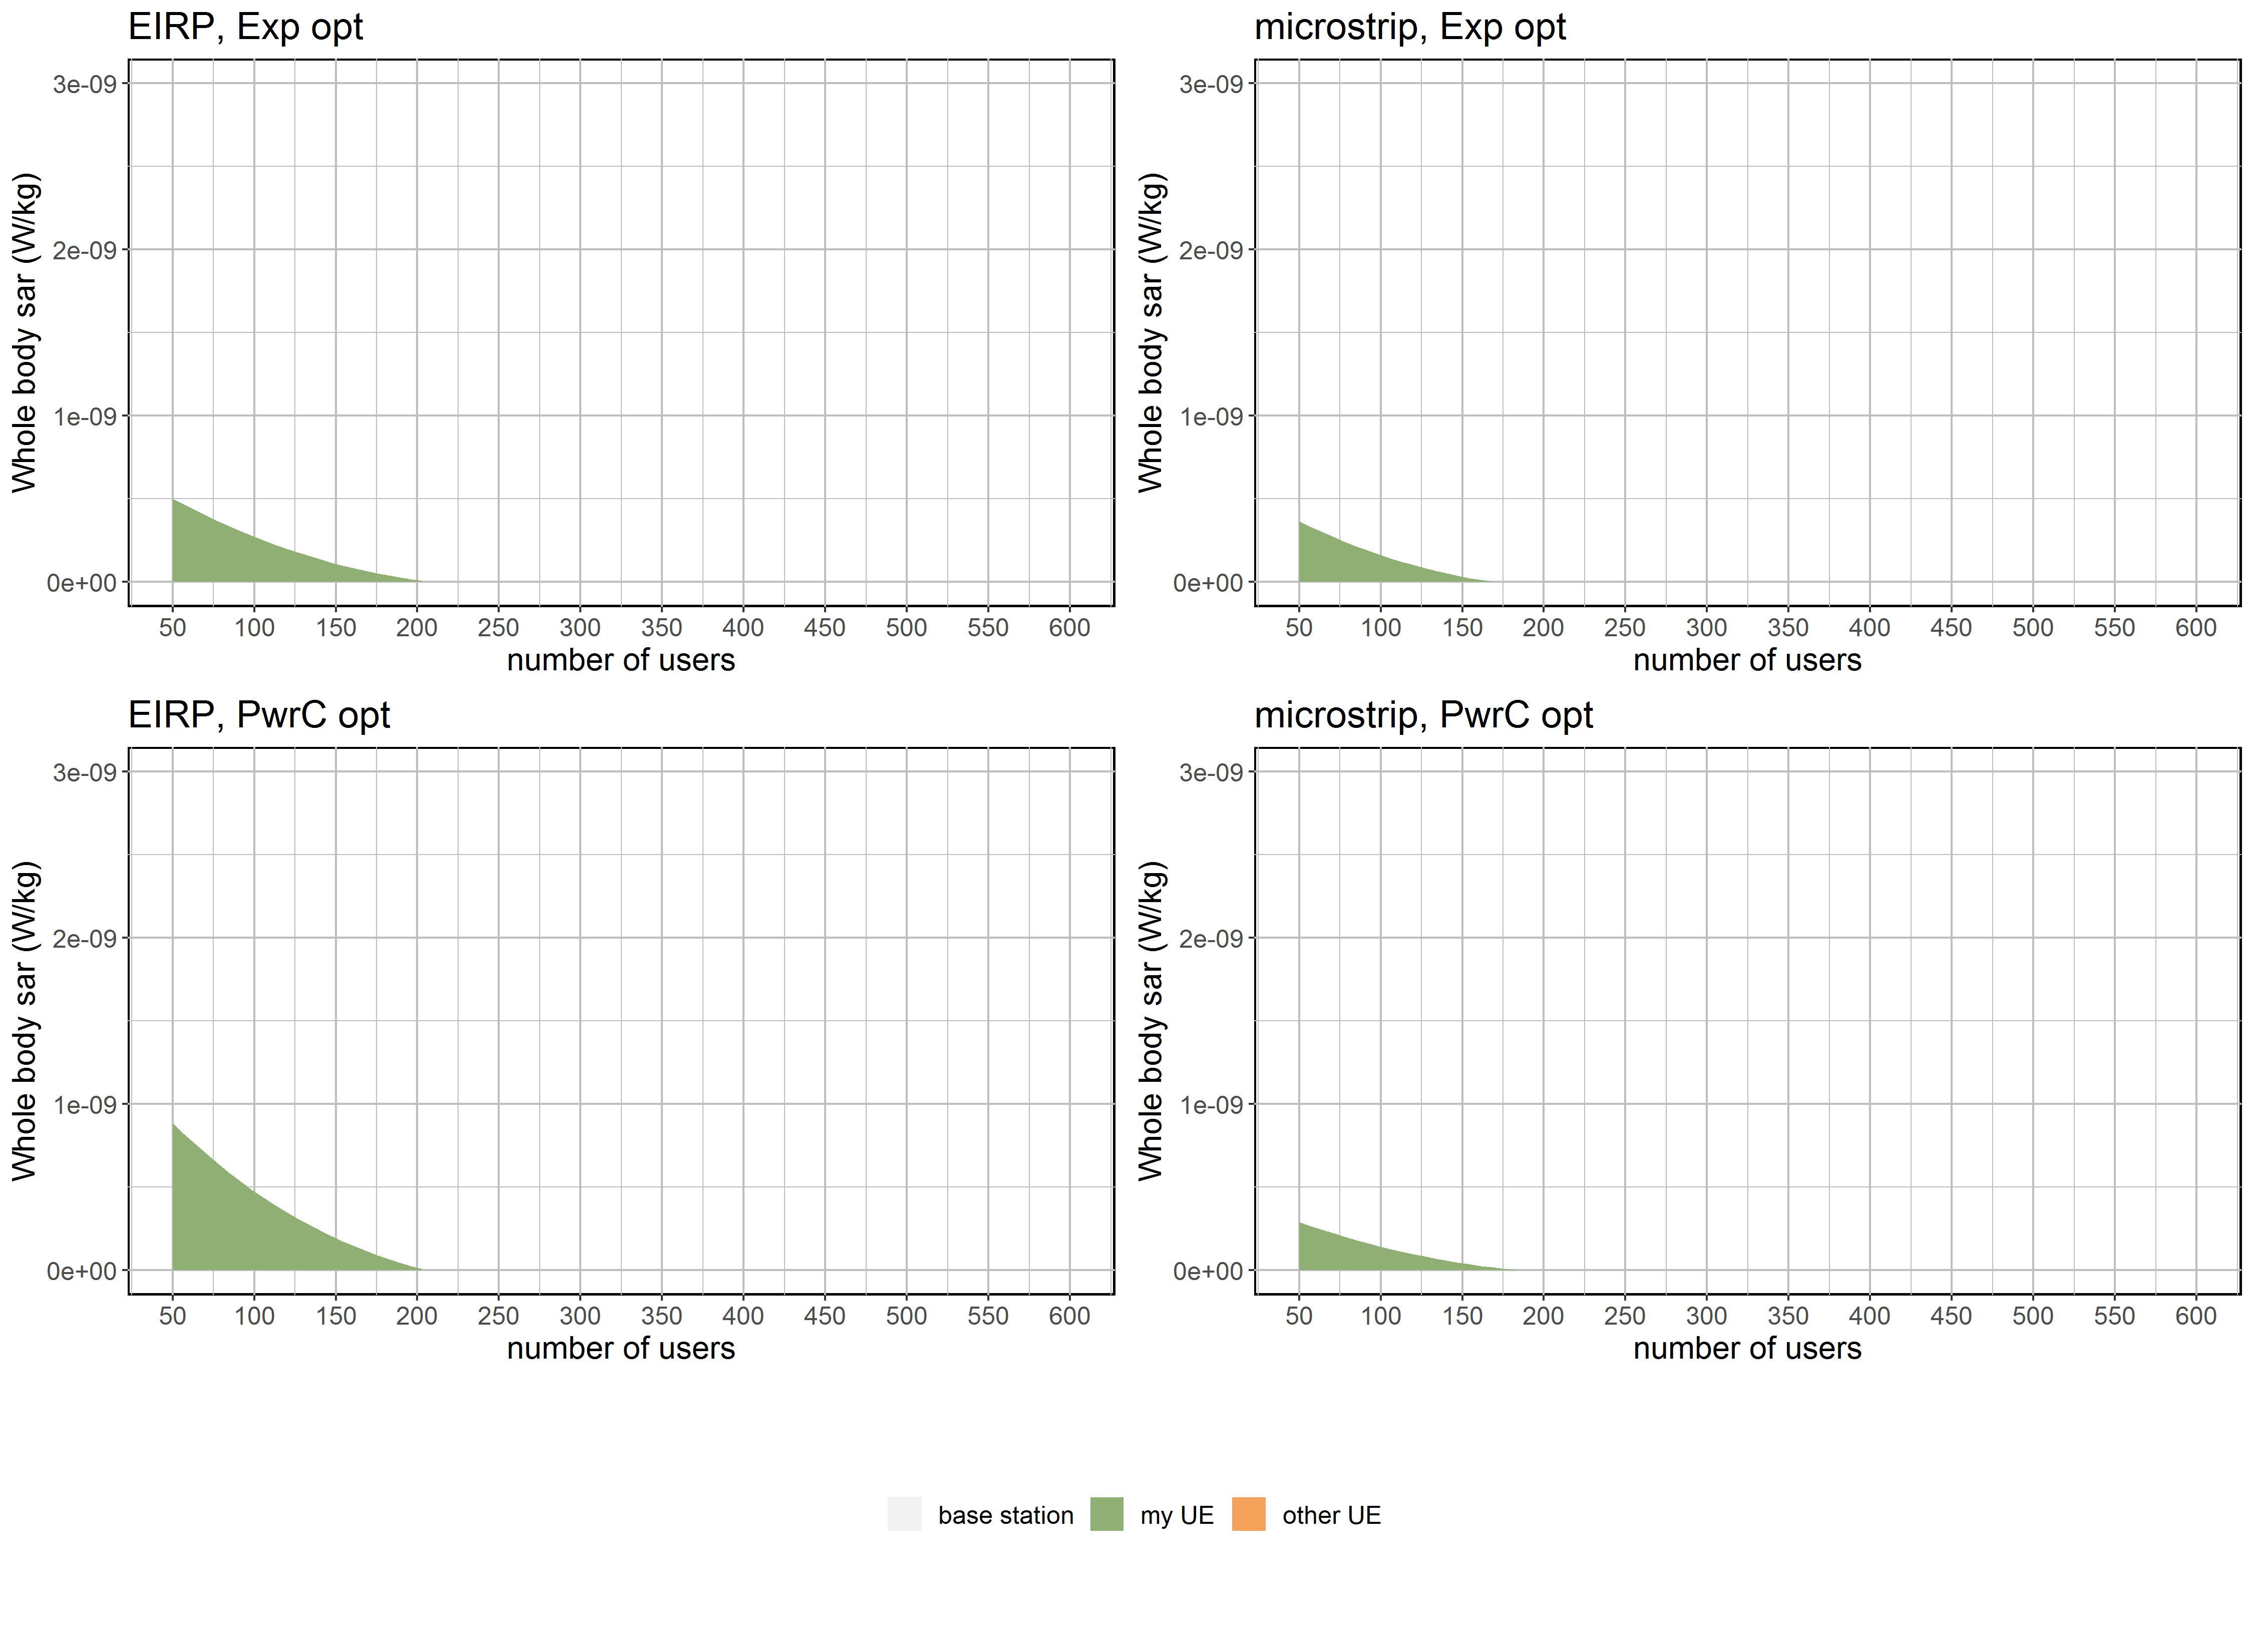 EIRP, Exp opt
Whole body sar (W/kg)
3e-09
2e-09
1e-09
0e+00
50 100 150 200 250 300 350 400 450 500 550 600
number of users
microstrip, Exp opt
Whole body sar (W/kg)
3e-09
2e-09
1e-09
0e+00
50 100 150 200 250 300 350 400 450 500 550 600
number of users
EIRP, PwrC opt
Whole body sar (W/kg)
3e-09
2e-09
1e-09
0e+00
50 100 150 200 250 300 350 400 450 500 550 600
number of users
microstrip, PwrC opt
Whole body sar (W/kg)
3e-09
2e-09
1e-09
0e+00
50 100 150 200 250 300 350 400 450 500 550 600
number of users
base station my UE other UE